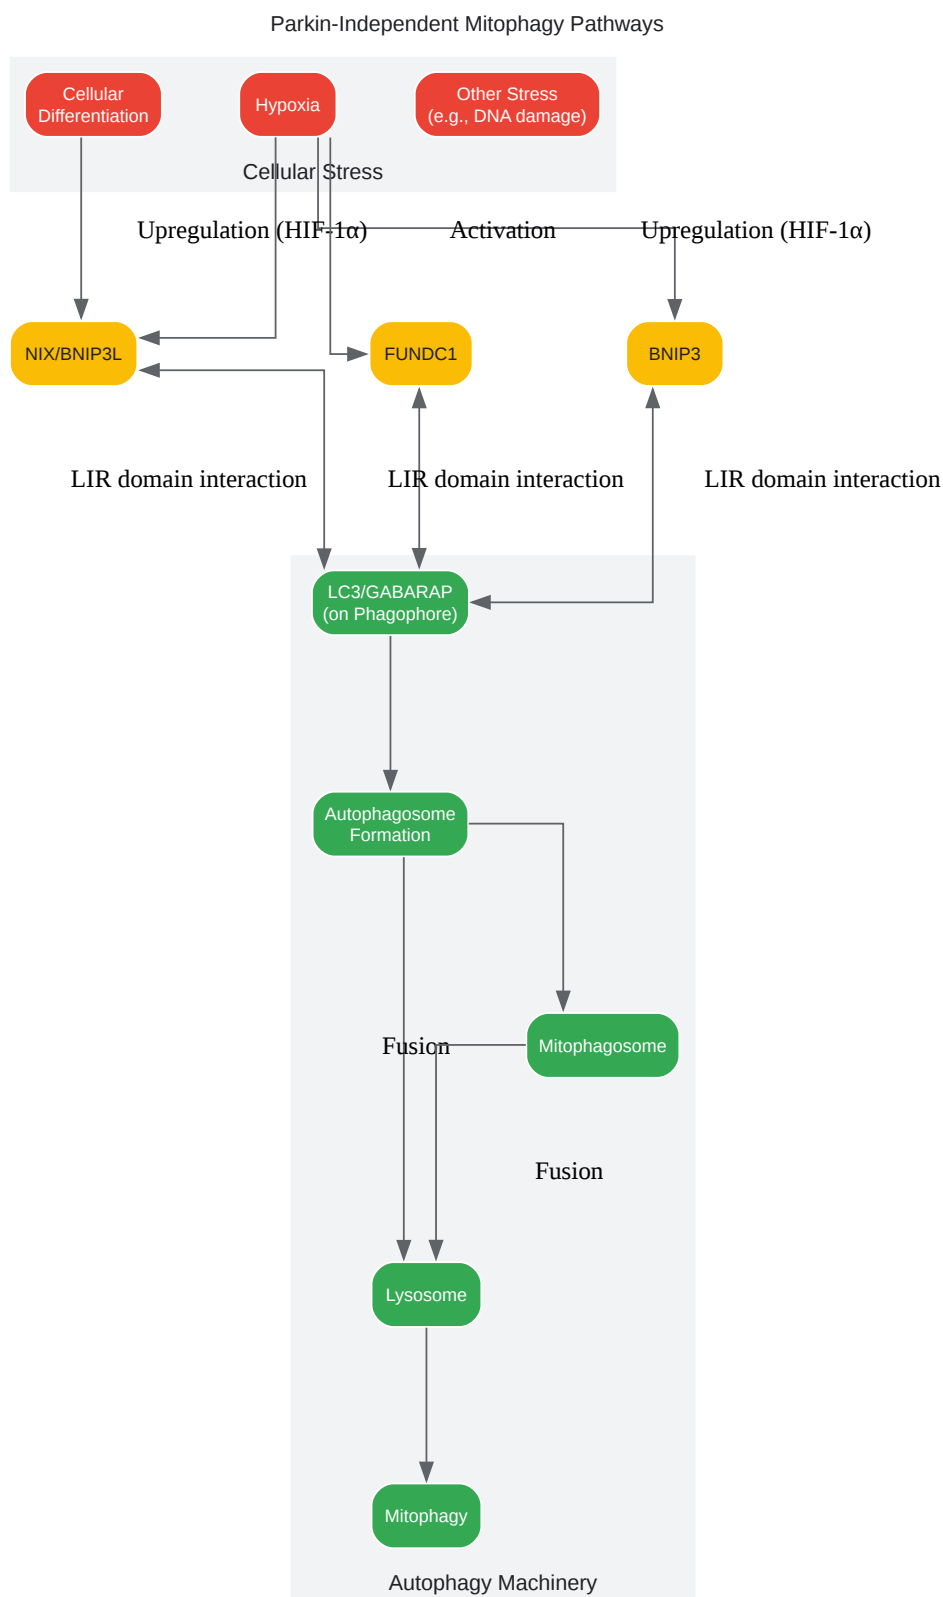 Parkin-Independent Mitophagy Pathways
Cellular
Differentiation
Hypoxia
Other Stress
(e.g., DNA damage)
Cellular Stress
Upregulation (HIF-1α)
Activation
Upregulation (HIF-1α)
NIX/BNIP3L
FUNDC1
BNIP3
LIR domain interaction
LIR domain interaction
LIR domain interaction
LC3/GABARAP
(on Phagophore)
Autophagosome
Formation
Fusion
Mitophagosome
Fusion
Lysosome
Mitophagy
Autophagy Machinery